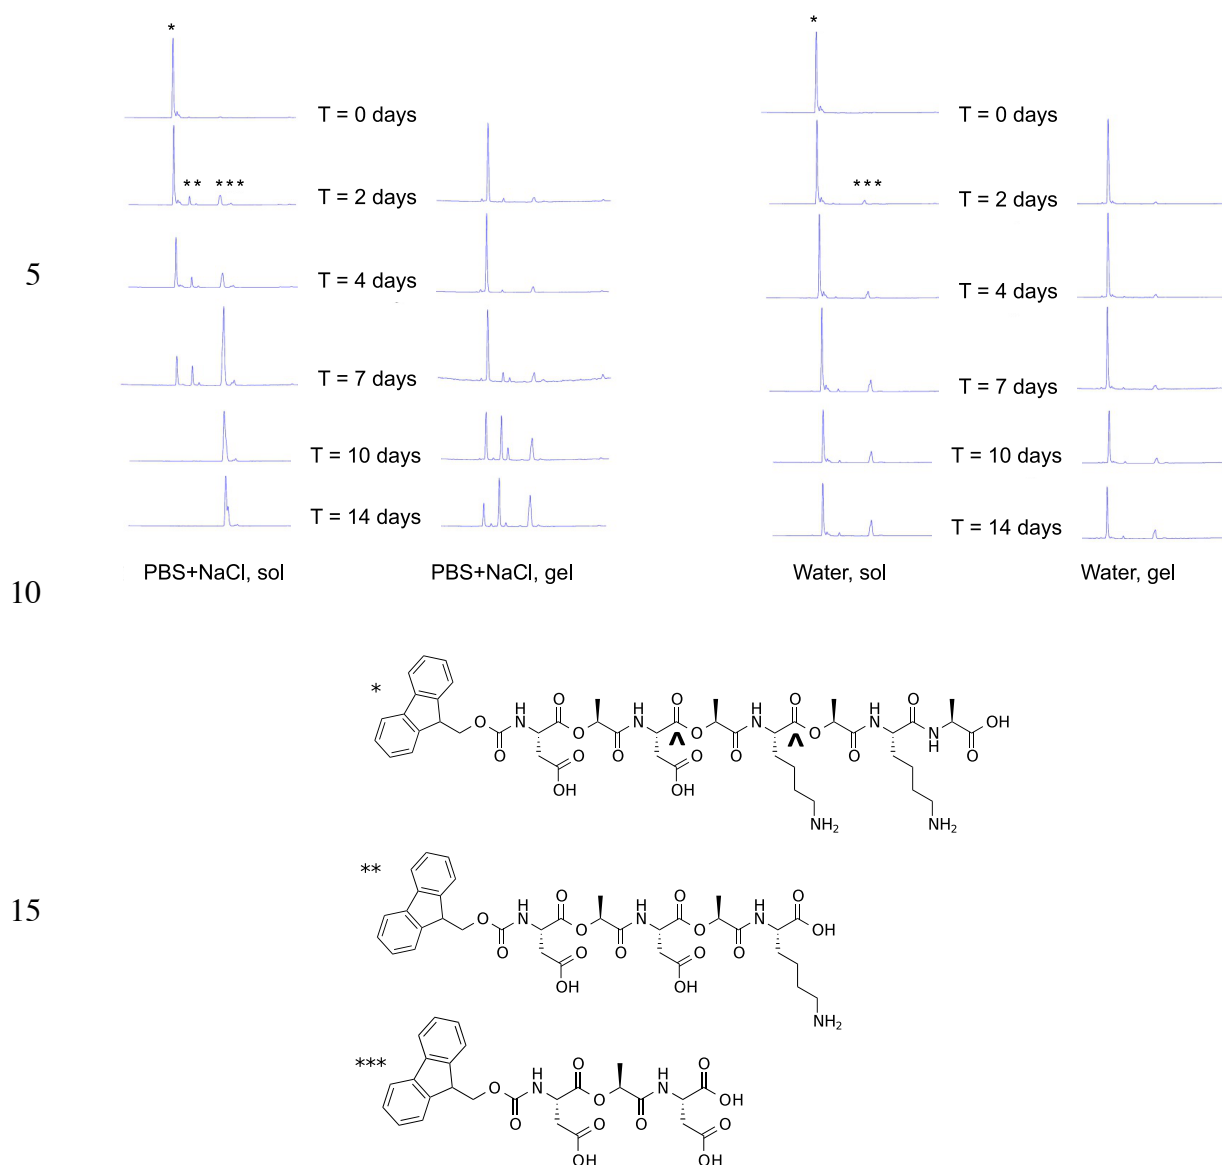 *
*
T = 0 days
T = 0 days
** ***
T = 2 days
***
T = 2 days
5
T = 4 days
T = 4 days
T = 7 days
T = 7 days
T = 10 days
T = 10 days
T = 14 days
T = 14 days
PBS+NaCl, sol
PBS+NaCl, gel
Water, sol
Water, gel
10
*
H N O O H N O O H N O O H N O
O O O O O O N H OH
^ ^
O O O
OH OH
NH2 NH2
15
**
H N O O H N O O H N O
O O O O O O OH
O O
OH OH
NH2
***
O H N O O H N O
O O O OH
O O
OH OH